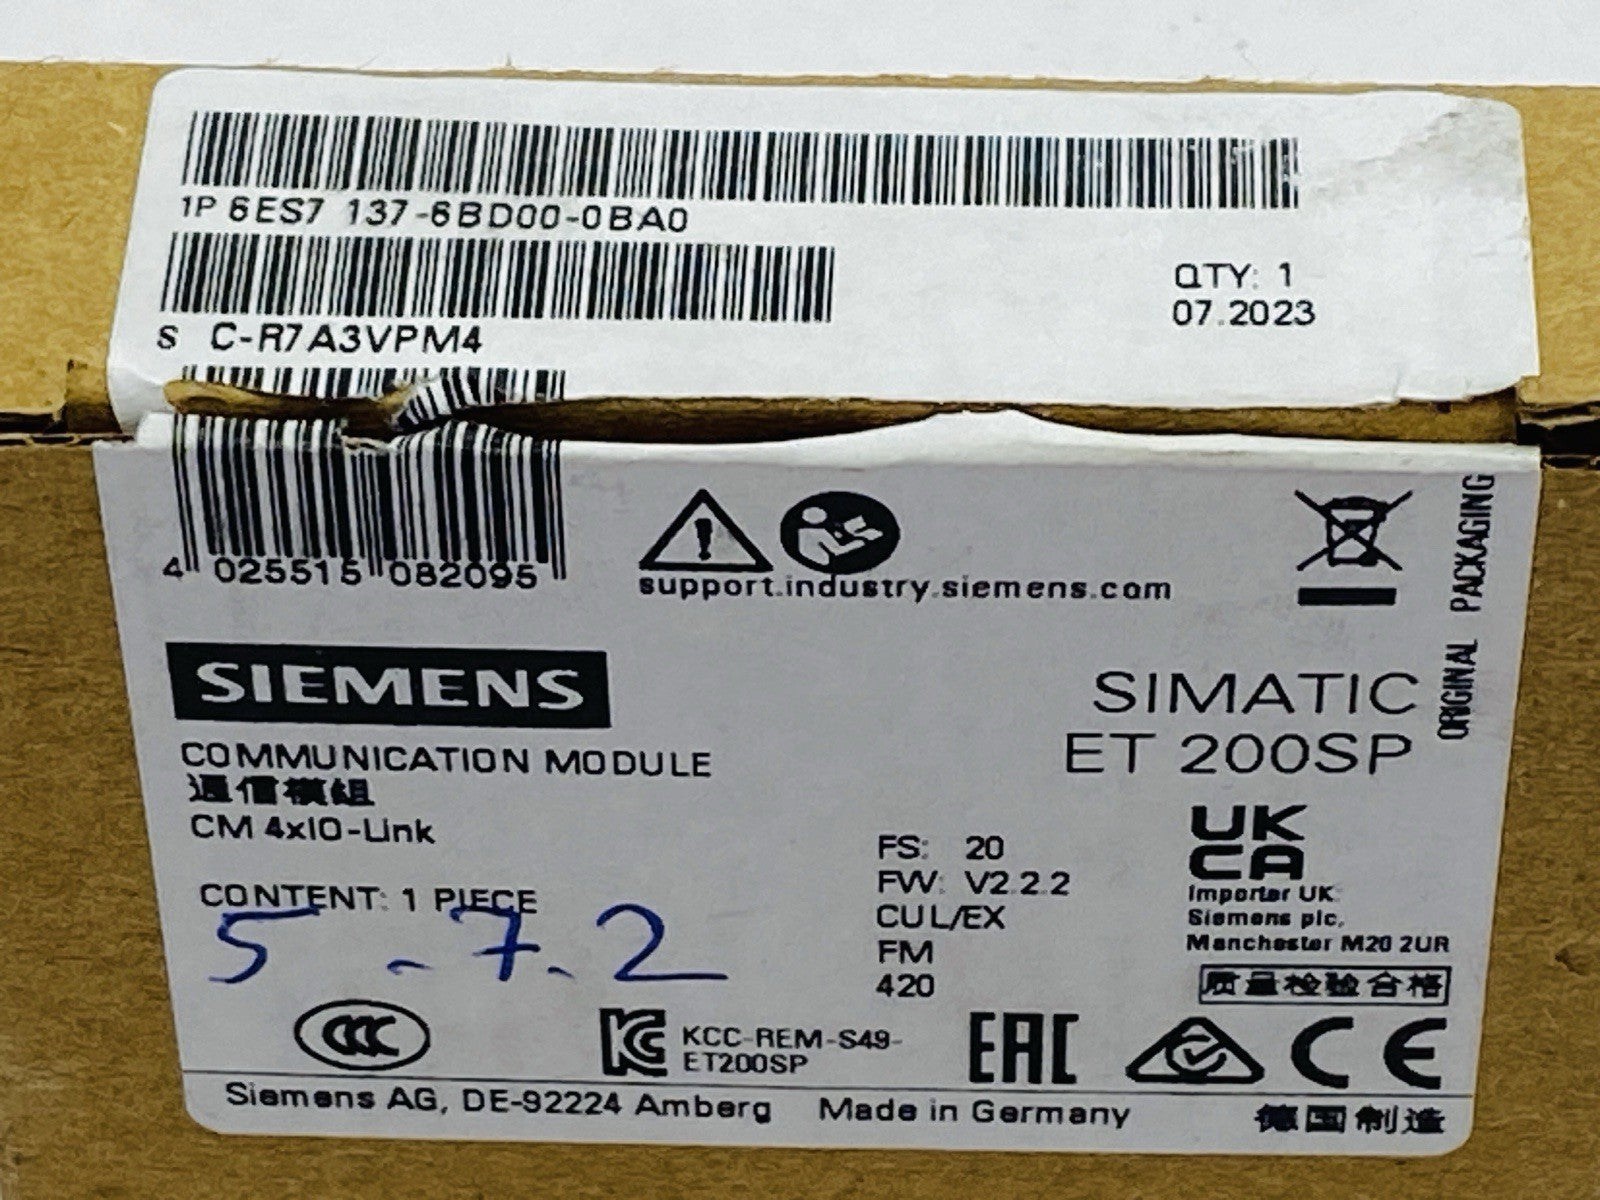 1P 6ES7 137-6BD00-0BA0
QTY: 1
07.2023
S C-R7A3VPM4
4 025515 082095
support.industry.siemens.com
ORIGINAL PACKAGING
SIEMENS
SIMATIC
ET 200SP
COMMUNICATION MODULE
通信模组
CM 4xIO-Link
CONTENT: 1 PIECE
5-7.2
FS: 20
FW: V2.2.2
CUL/EX
FM
420
UK
CA
Importer UK:
Siemens plc,
Manchester M20 2UR
质量检验合格
CCC
KC
KCC-REM-S49-
ET200SP
EAC
CE
Siemens AG, DE-92224 Amberg Made in Germany 德国制造